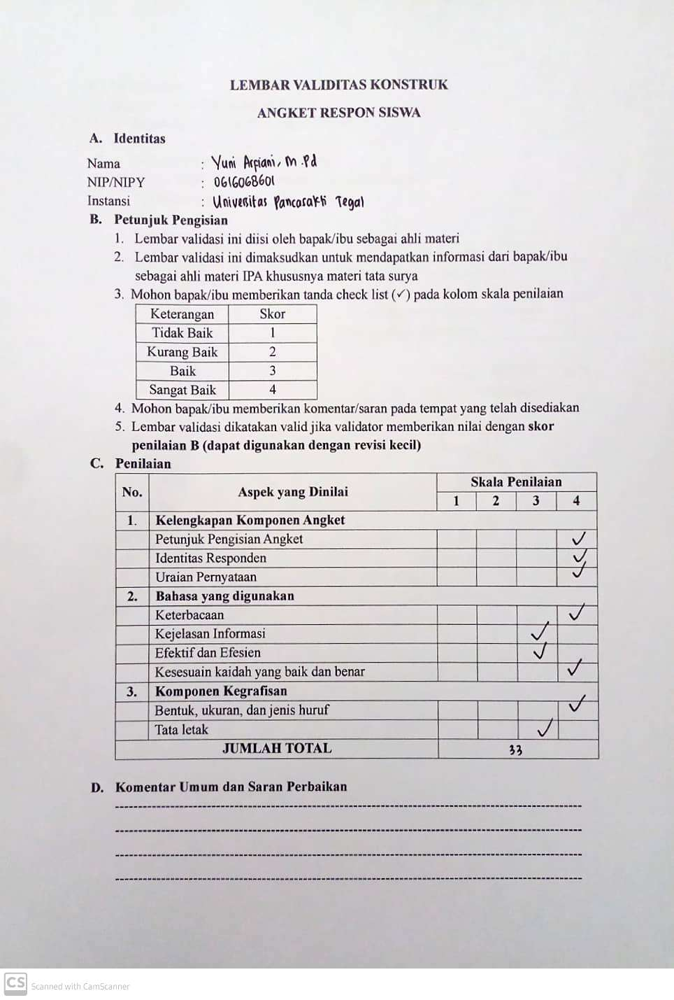 LEMBAR VALIDITAS KONSTRUK
ANGKET RESPON SISWA
A. Identitas
Nama : Yuni Arfiani, M.Pd
NIP/NIPY : 0616068601
Instansi : Universitas Pancasakti Tegal
B. Petunjuk Pengisian
1. Lembar validasi ini diisi oleh bapak/ibu sebagai ahli materi
2. Lembar validasi ini dimaksudkan untuk mendapatkan informasi dari bapak/ibu
sebagai ahli materi IPA khususnya materi tata surya
3. Mohon bapak/ibu memberikan tanda check list (✓) pada kolom skala penilaian
Keterangan Skor
Tidak Baik 1
Kurang Baik 2
Baik 3
Sangat Baik 4
4. Mohon bapak/ibu memberikan komentar/saran pada tempat yang telah disediakan
5. Lembar validasi dikatakan valid jika validator memberikan nilai dengan skor
penilaian B (dapat digunakan dengan revisi kecil)
C. Penilaian
No. Aspek yang Dinilai Skala Penilaian
1 2 3 4
1. Kelengkapan Komponen Angket
Petunjuk Pengisian Angket ✓
Identitas Responden ✓
Uraian Pernyataan ✓
2. Bahasa yang digunakan
Keterbacaan ✓
Kejelasan Informasi ✓
Efektif dan Efesien ✓
Kesesuain kaidah yang baik dan benar ✓
3. Komponen Kegrafisan
Bentuk, ukuran, dan jenis huruf ✓
Tata letak ✓
JUMLAH TOTAL 33
D. Komentar Umum dan Saran Perbaikan
CS Scanned with CamScanner